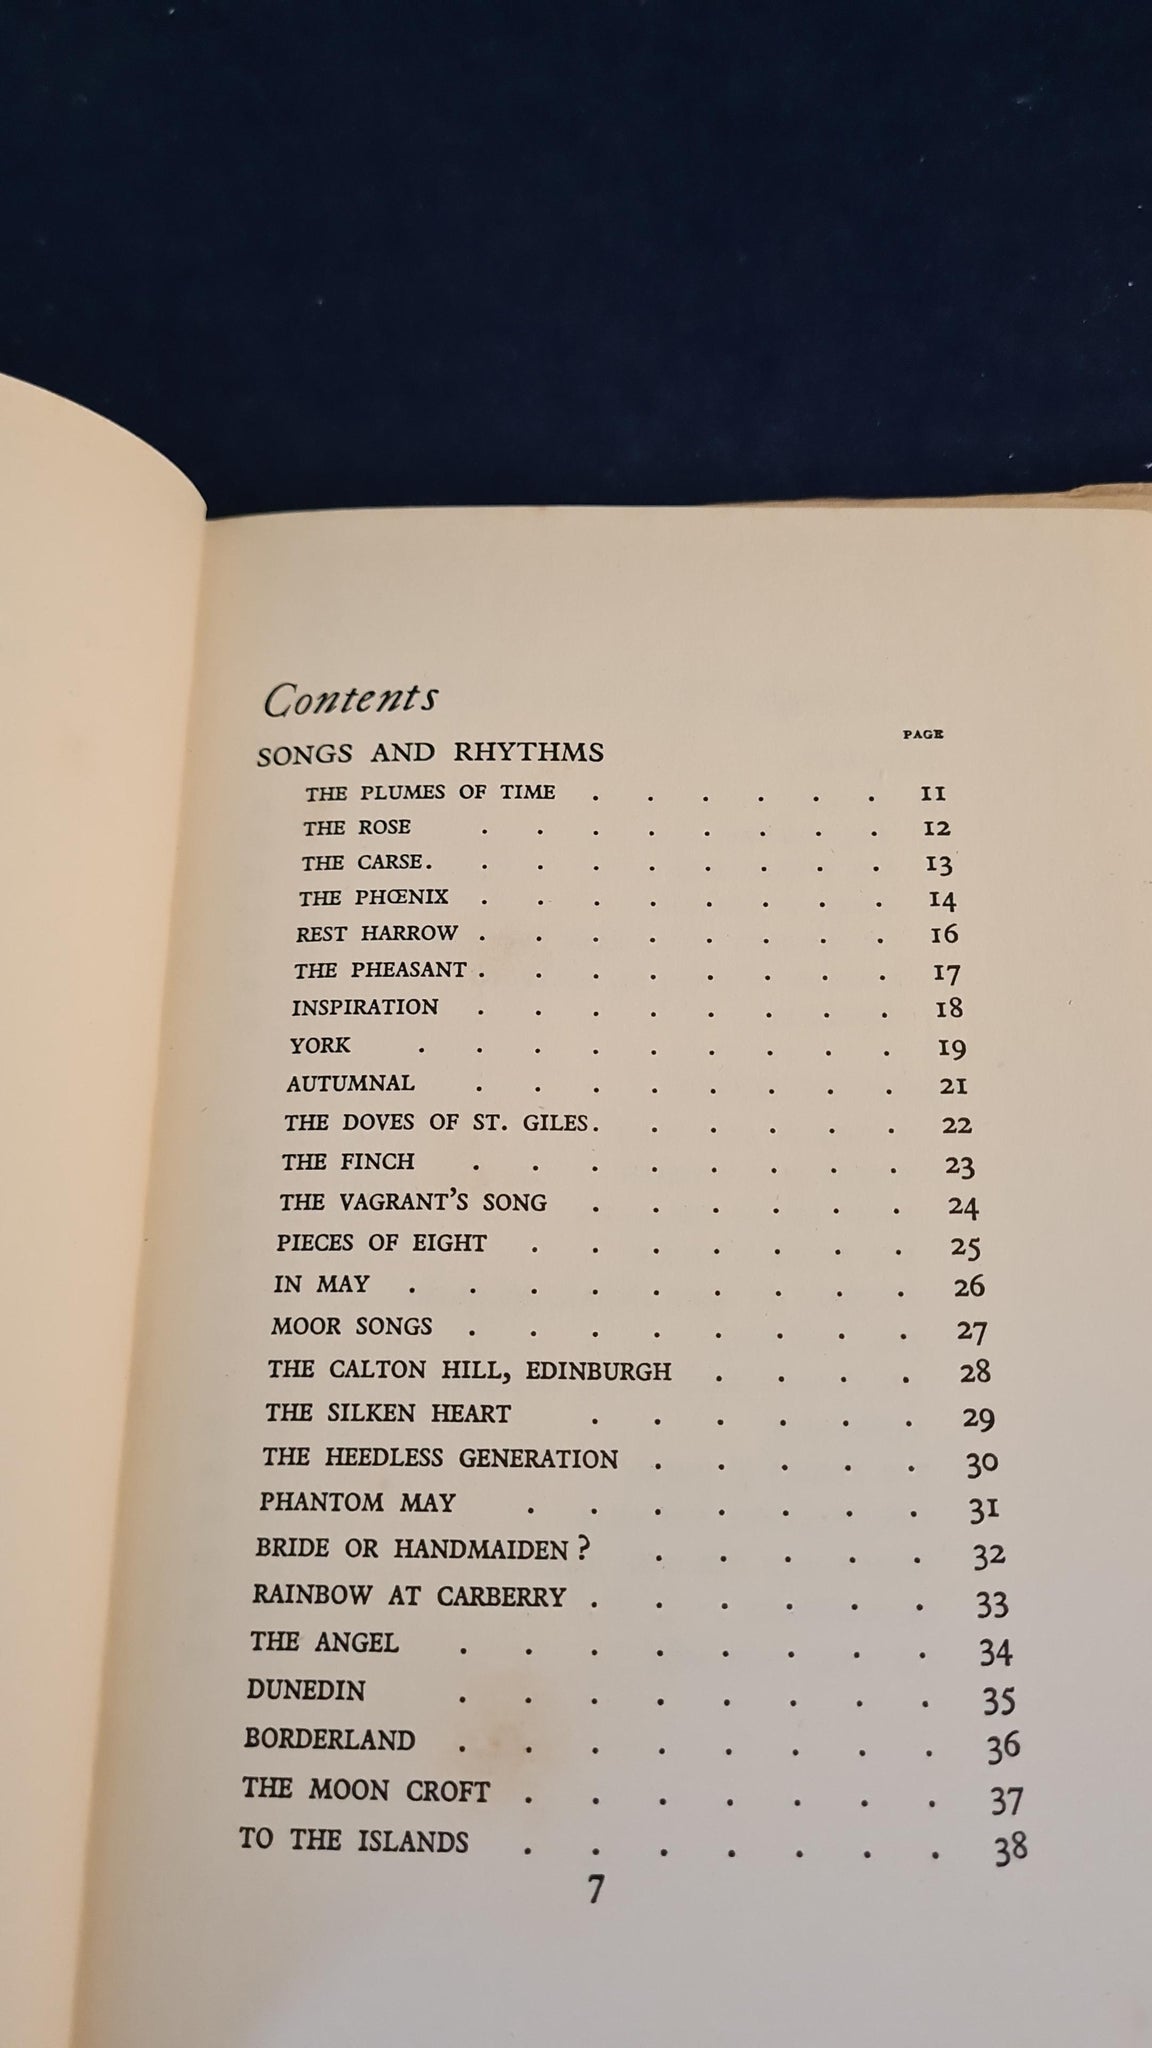 Contents
PAGE
SONGS AND RHYTHMS
THE PLUMES OF TIME . . . . . . 11
THE ROSE . . . . . . . . 12
THE CARSE. . . . . . . . . 13
THE PHŒNIX . . . . . . . . 14
REST HARROW . . . . . . . . 16
THE PHEASANT . . . . . . . . 17
INSPIRATION . . . . . . . . 18
YORK . . . . . . . . . 19
AUTUMNAL . . . . . . . . 21
THE DOVES OF ST. GILES. . . . . . 22
THE FINCH . . . . . . . . 23
THE VAGRANT'S SONG . . . . . . 24
PIECES OF EIGHT . . . . . . . 25
IN MAY . . . . . . . . . 26
MOOR SONGS . . . . . . . . 27
THE CALTON HILL, EDINBURGH . . . . 28
THE SILKEN HEART . . . . . . 29
THE HEEDLESS GENERATION . . . . . 30
PHANTOM MAY . . . . . . . 31
BRIDE OR HANDMAIDEN? . . . . . 32
RAINBOW AT CARBERRY . . . . . . 33
THE ANGEL . . . . . . . . 34
DUNEDIN . . . . . . . . 35
BORDERLAND . . . . . . . . 36
THE MOON CROFT . . . . . . . 37
TO THE ISLANDS . . . . . . . 38
7